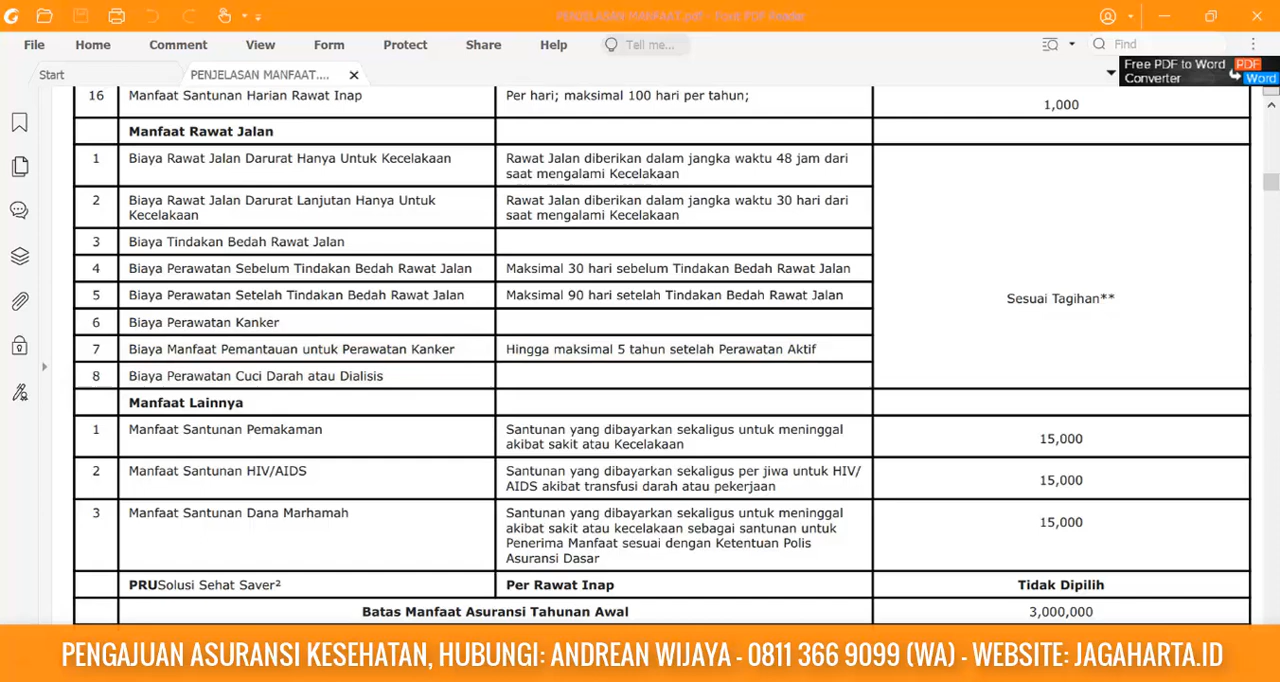 PENJELASAN MANFAAT.pdf - Foxit PDF Reader
File Home Comment View Form Protect Share Help Tell me... Find
Start PENJELASAN MANFAAT....
Free PDF to Word PDF
Converter Word
16 Manfaat Santunan Harian Rawat Inap Per hari; maksimal 100 hari per tahun; 1,000
Manfaat Rawat Jalan
1 Biaya Rawat Jalan Darurat Hanya Untuk Kecelakaan Rawat Jalan diberikan dalam jangka waktu 48 jam dari
saat mengalami Kecelakaan
2 Biaya Rawat Jalan Darurat Lanjutan Hanya Untuk Rawat Jalan diberikan dalam jangka waktu 30 hari dari
Kecelakaan saat mengalami Kecelakaan
3 Biaya Tindakan Bedah Rawat Jalan
4 Biaya Perawatan Sebelum Tindakan Bedah Rawat Jalan Maksimal 30 hari sebelum Tindakan Bedah Rawat Jalan
5 Biaya Perawatan Setelah Tindakan Bedah Rawat Jalan Maksimal 90 hari setelah Tindakan Bedah Rawat Jalan
Sesuai Tagihan**
6 Biaya Perawatan Kanker
7 Biaya Manfaat Pemantauan untuk Perawatan Kanker Hingga maksimal 5 tahun setelah Perawatan Aktif
8 Biaya Perawatan Cuci Darah atau Dialisis
Manfaat Lainnya
1 Manfaat Santunan Pemakaman Santunan yang dibayarkan sekaligus untuk meninggal
akibat sakit atau Kecelakaan 15,000
2 Manfaat Santunan HIV/AIDS Santunan yang dibayarkan sekaligus per jiwa untuk HIV/
AIDS akibat transfusi darah atau pekerjaan 15,000
3 Manfaat Santunan Dana Marhamah Santunan yang dibayarkan sekaligus untuk meninggal
akibat sakit atau kecelakaan sebagai santunan untuk 15,000
Penerima Manfaat sesuai dengan Ketentuan Polis
Asuransi Dasar
PRUSolusi Sehat Saver² Per Rawat Inap Tidak Dipilih
Batas Manfaat Asuransi Tahunan Awal 3,000,000
PENGAJUAN ASURANSI KESEHATAN, HUBUNGI: ANDREAN WIJAYA - 0811 366 9099 (WA) - WEBSITE: JAGAHARTA.ID